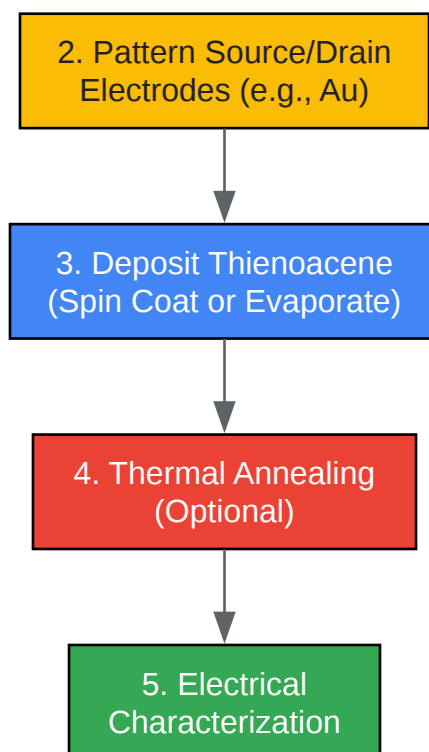 2. Pattern Source/Drain
Electrodes (e.g., Au)
3. Deposit Thienoacene
(Spin Coat or Evaporate)
4. Thermal Annealing
(Optional)
5. Electrical
Characterization